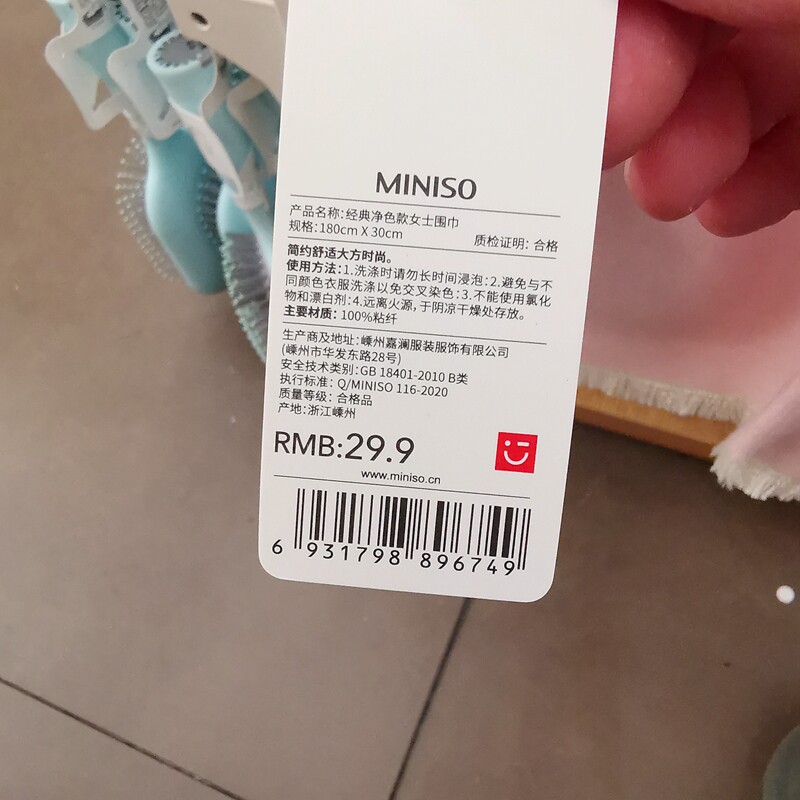 MINISO
产品名称:经典净色款女士围巾
规格:180cm X 30cm 质检证明: 合格
简约舒适大方时尚。
使用方法:1.洗涤时请勿长时间浸泡:2.避免与不
同颜色衣服洗涤以免交叉染色:3.不能使用氯化
物和漂白剂:4.远离火源,于阴凉干燥处存放。
主要材质: 100%粘纤
生产商及地址:嵊州嘉澜服装服饰有限公司
(嵊州市华发东路28号)
安全技术类别:GB 18401-2010 B类
执行标准: Q/MINISO 116-2020
质量等级: 合格品
产地:浙江嵊州
RMB:29.9
www.miniso.cn
6 931798 896749